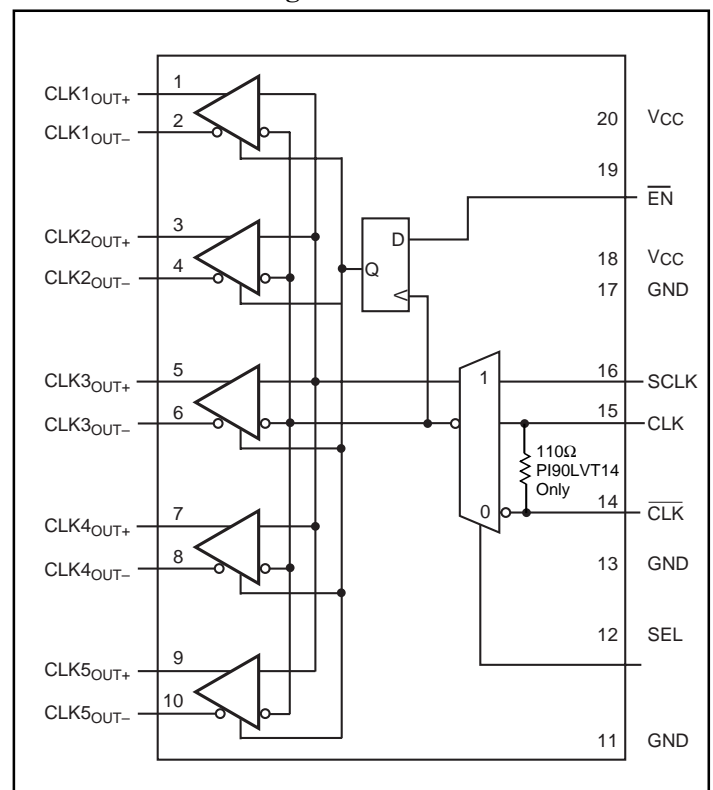 CLK1OUT+ 1
CLK1OUT– 2
CLK2OUT+ 3
CLK2OUT– 4
CLK3OUT+ 5
CLK3OUT– 6
CLK4OUT+ 7
CLK4OUT– 8
CLK5OUT+ 9
CLK5OUT– 10
D
Q
1
0
110Ω
PI90LVT14
Only
20 VCC
19 E̅N̅
18 VCC
17 GND
16 SCLK
15 CLK
14 C̅L̅K̅
13 GND
12 SEL
11 GND